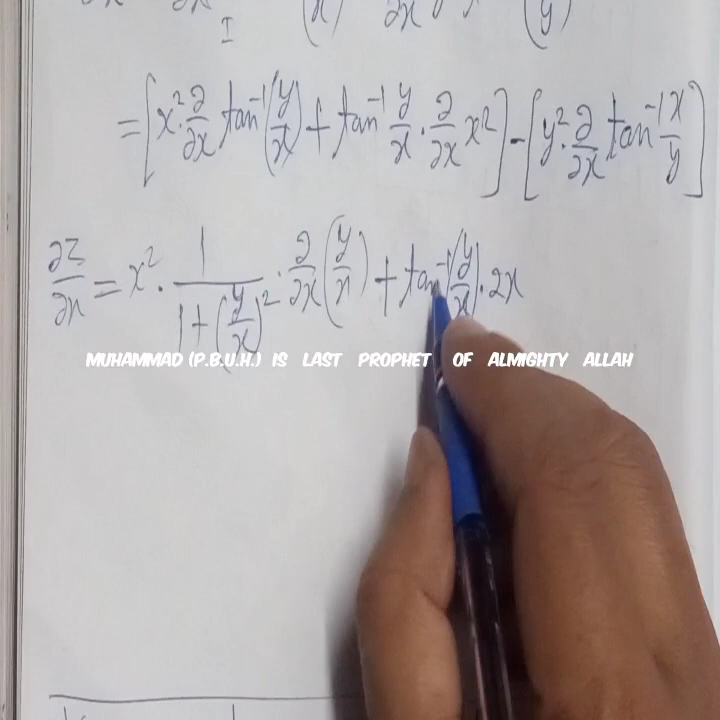 I (x) ∂x (y)
= [x² · ∂/∂x tan⁻¹(y/x) + tan⁻¹ y/x · ∂/∂x x²] - [y² · ∂/∂x tan⁻¹ x/y]
∂z/∂x = x² · 1/(1+(y/x)²) · ∂/∂x (y/x) + tan⁻¹(y/x) · 2x
MUHAMMAD (P.B.U.H.) IS LAST PROPHET OF ALMIGHTY ALLAH